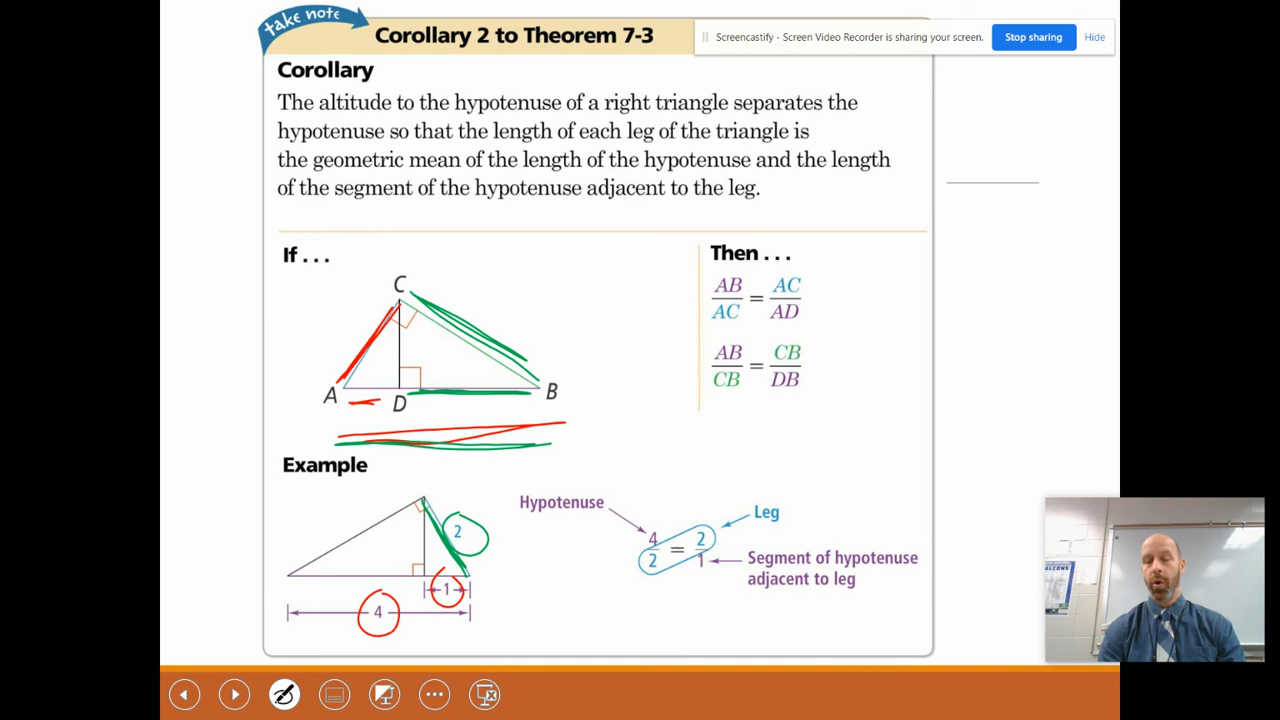 take note
Corollary 2 to Theorem 7-3
Screencastify - Screen Video Recorder is sharing your screen.
Stop sharing
Hide
Corollary
The altitude to the hypotenuse of a right triangle separates the
hypotenuse so that the length of each leg of the triangle is
the geometric mean of the length of the hypotenuse and the length
of the segment of the hypotenuse adjacent to the leg.
If . . .
Then . . .
C
A
D
B
AB/AC = AC/AD
AB/CB = CB/DB
Example
2
1
4
Hypotenuse
4/2 = 2/1
Leg
Segment of hypotenuse
adjacent to leg